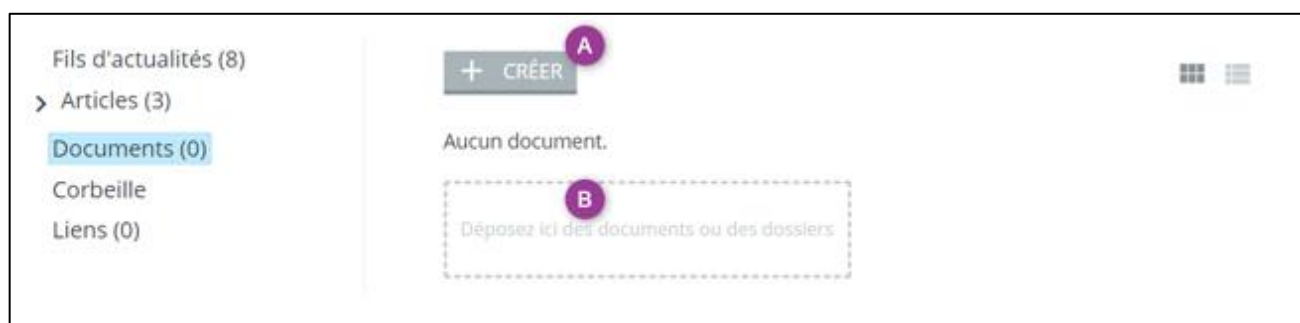 Fils d'actualités (8)
Articles (3)
Documents (0)
Corbeille
Liens (0)
A
+ CRÉER
Aucun document.
B
Déposez ici des documents ou des dossiers